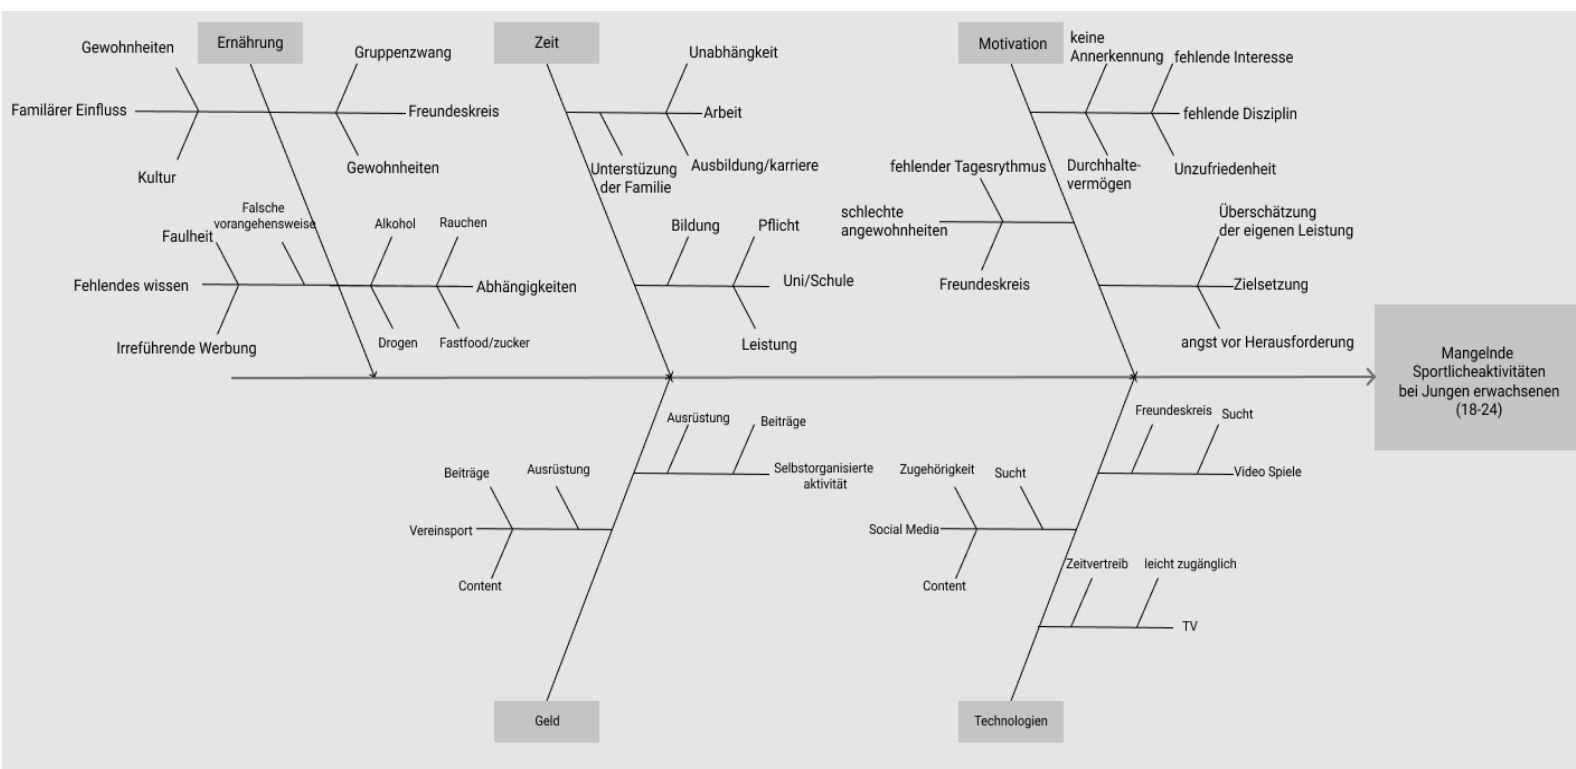 Ernährung
Gewohnheiten
Gruppenzwang
Familärer Einfluss
Freundeskreis
Kultur
Gewohnheiten
Falsche
vorangehensweise
Faulheit
Alkohol
Rauchen
Fehlendes wissen
Abhängigkeiten
Irreführende Werbung
Drogen
Fastfood/zucker
Zeit
Unabhängkeit
Arbeit
Unterstüzung
der Familie
Ausbildung/karriere
Bildung
Pflicht
Uni/Schule
Leistung
Motivation
keine
Annerkennung
fehlende Interesse
fehlende Disziplin
Durchhalte-
vermögen
Unzufriedenheit
fehlender Tagesrythmus
schlechte
angewohnheiten
Freundeskreis
Überschätzung
der eigenen Leistung
Zielsetzung
angst vor Herausforderung
Mangelnde
Sportlicheaktivitäten
bei Jungen erwachsenen
(18-24)
Ausrüstung
Beiträge
Selbstorganisierte
aktivität
Beiträge
Ausrüstung
Vereinsport
Content
Geld
Freundeskreis
Sucht
Video Spiele
Zugehörigkeit
Sucht
Social Media
Content
Zeitvertreib
leicht zugänglich
TV
Technologien